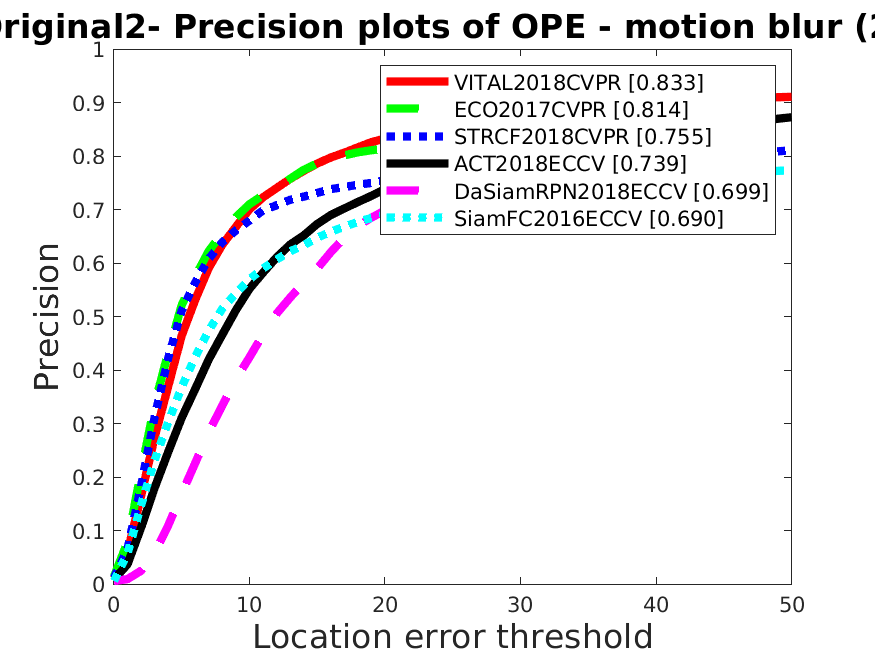 riginal2- Precision plots of OPE - motion blur (2
1
0.9
0.8
0.7
0.6
0.5
0.4
0.3
0.2
0.1
0
Precision
VITAL2018CVPR [0.833]
ECO2017CVPR [0.814]
STRCF2018CVPR [0.755]
ACT2018ECCV [0.739]
DaSiamRPN2018ECCV [0.699]
SiamFC2016ECCV [0.690]
0 10 20 30 40 50
Location error threshold